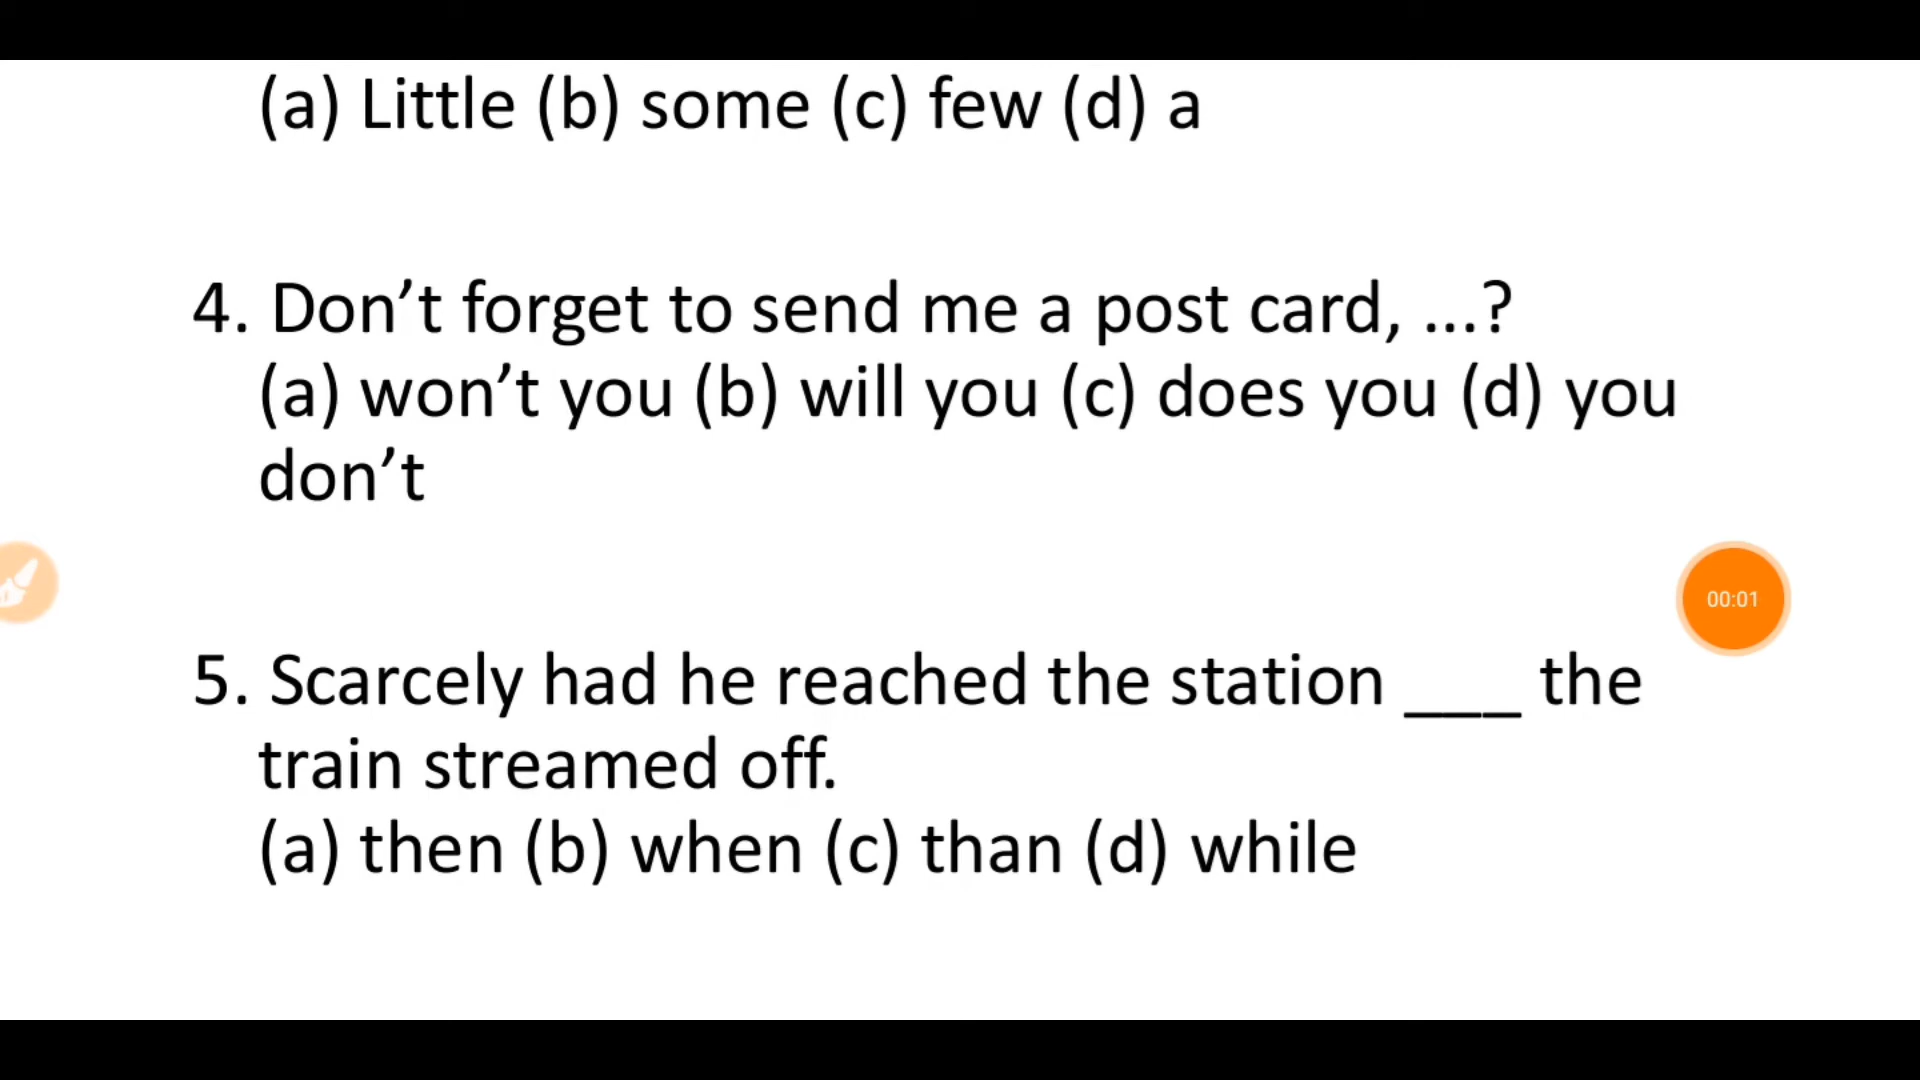 (a) Little (b) some (c) few (d) a
4. Don’t forget to send me a post card, ...?
(a) won’t you (b) will you (c) does you (d) you
don’t
00:01
5. Scarcely had he reached the station ___ the
train streamed off.
(a) then (b) when (c) than (d) while